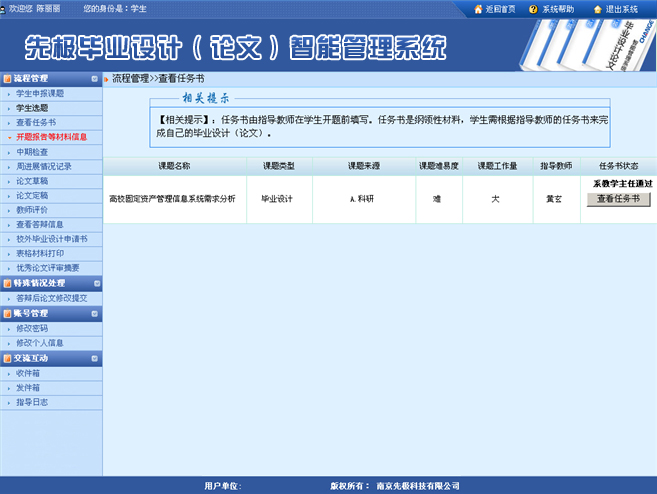 欢迎您 陈丽丽 您的身份是：学生
返回首页 系统帮助 退出系统
先极毕业设计（论文）智能管理系统
毕业设计论文
流程管理
学生申报课题
学生选题
查看任务书
开题报告等材料信息
中期检查
周进展情况记录
论文草稿
论文定稿
教师评价
查看答辩信息
校外毕业设计申请书
表格材料打印
优秀论文评审摘要
特殊情况处理
答辩后论文修改提交
账号管理
修改密码
修改个人信息
交流互动
收件箱
发件箱
指导日志
流程管理>>查看任务书
相关提示
【相关提示】：任务书由指导教师在学生开题前填写。任务书是纲领性材料，学生需根据指导教师的任务书来完
成自己的毕业设计（论文）。
课题名称 课题类型 课题来源 课题难易度 课题工作量 指导教师 任务书状态
高校固定资产管理信息系统需求分析 毕业设计 A.科研 难 大 黄玄 系教学主任通过
查看任务书
用户单位： 版权所有： 南京先极科技有限公司